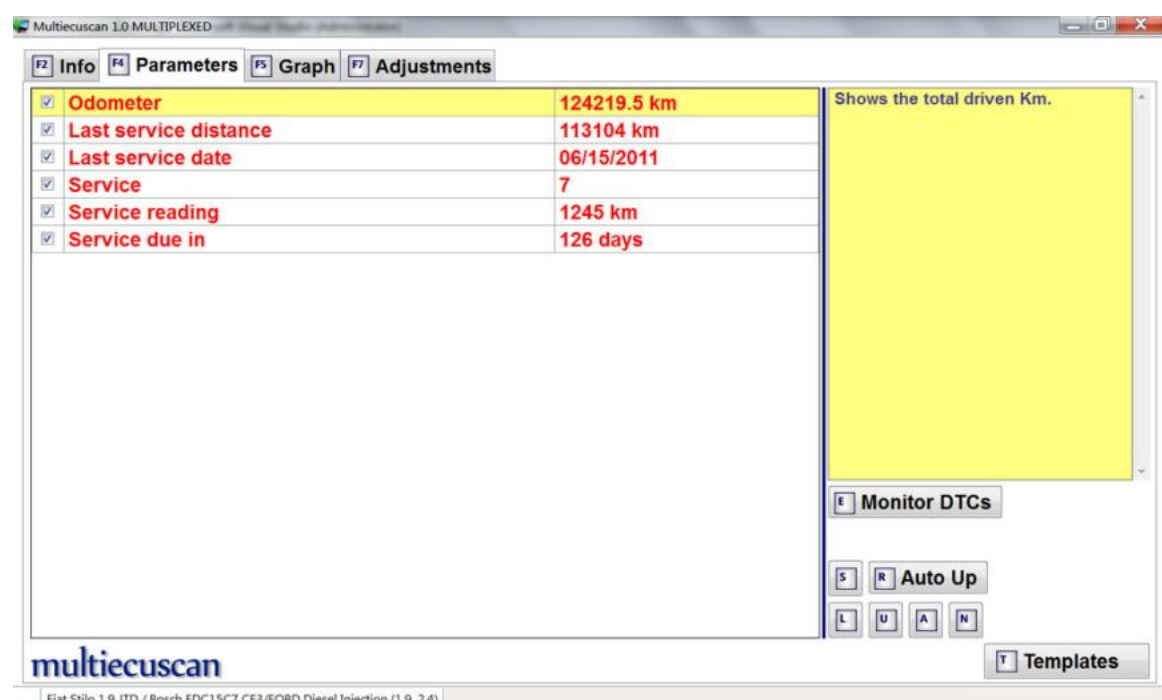 Multiecuscan 1.0 MULTIPLEXED
F2 Info F4 Parameters F5 Graph F7 Adjustments
Odometer 124219.5 km
Last service distance 113104 km
Last service date 06/15/2011
Service 7
Service reading 1245 km
Service due in 126 days
Shows the total driven Km.
E Monitor DTCs
S R Auto Up
L U A N
multiecuscan
T Templates
Fiat Stilo 1.9 JTD / Bosch EDC15C7 CF3/EOBD Diesel Injection (1.9, 2.4)